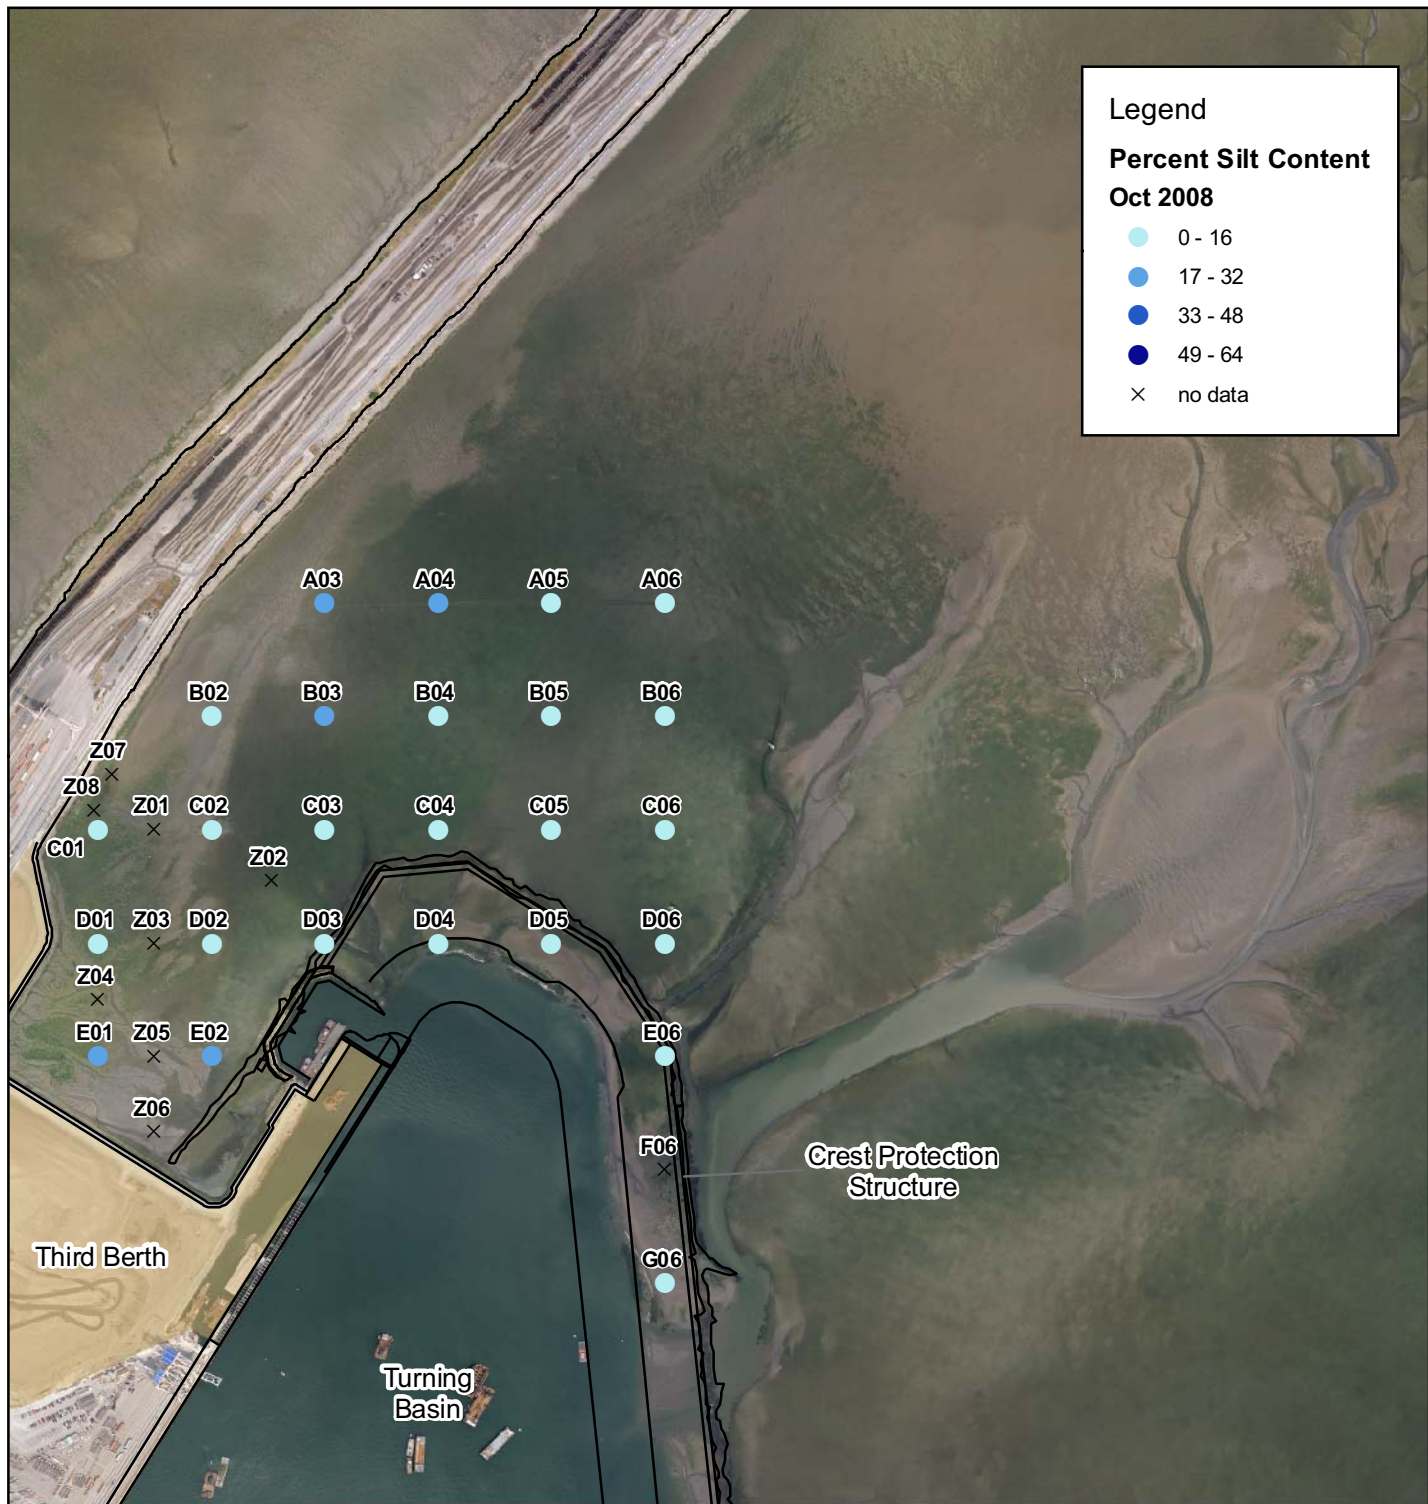 Legend
Percent Silt Content
Oct 2008
0 - 16
17 - 32
33 - 48
49 - 64
no data
A03 A04 A05 A06
B02 B03 B04 B05 B06
Z07
Z08
Z01 C02 C03 C04 C05 C06
C01
Z02
D01 Z03 D02 D03 D04 D05 D06
Z04
E01 Z05 E02 E06
Z06
F06
Crest Protection
Structure
Third Berth
G06
Turning
Basin